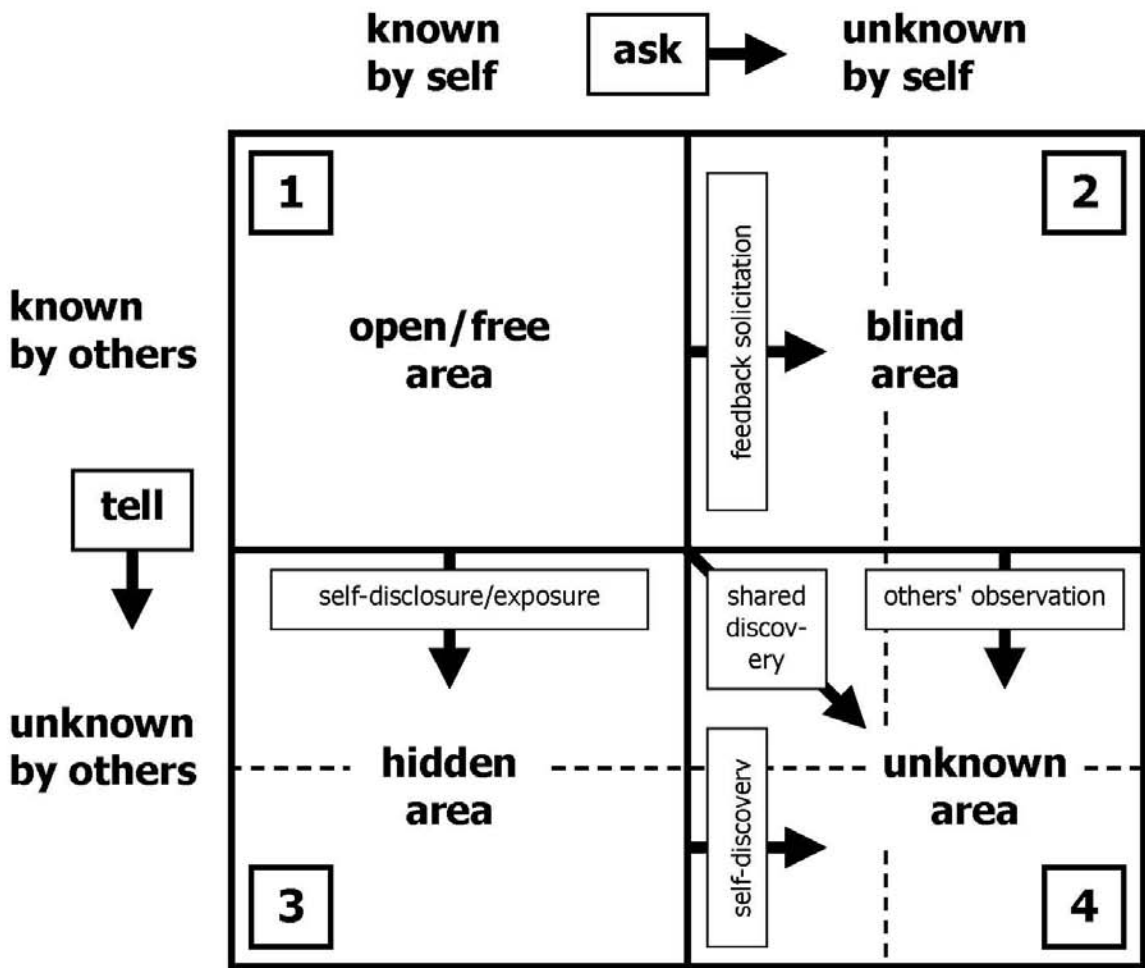 known
by self
ask
unknown
by self
1
2
known
by others
open/free
area
feedback solicitation
blind
area
tell
self-disclosure/exposure
shared
discov-
ery
others' observation
unknown
by others
hidden
area
self-discovery
unknown
area
3
4